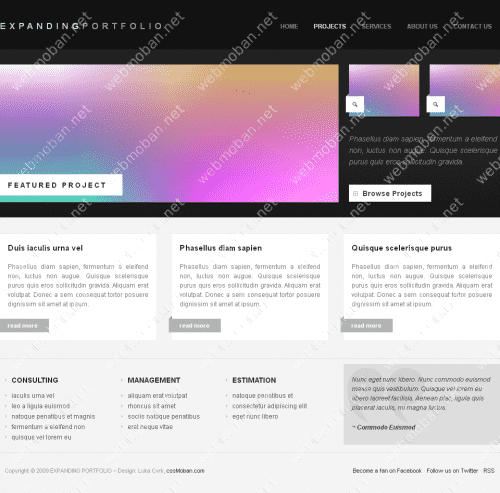 EXPANDINGPORTFOLIO
HOME PROJECTS SERVICES ABOUT US CONTACT US
FEATURED PROJECT
Phasellus diam sapien, fermentum a eleifend
non, luctus non augue. Quisque scelerisque
purus quis eros sollicitudin gravida.
Browse Projects
Duis iaculis urna vel
Phasellus diam sapien, fermentum a eleifend
non, luctus non augue. Quisque scelerisque
purus quis eros sollicitudin gravida. Aliquam erat
volutpat. Donec a sem consequat tortor posuere
dignissim sit amet at ipsum.
read more
Phasellus diam sapien
Phasellus diam sapien, fermentum a eleifend
non, luctus non augue. Quisque scelerisque
purus quis eros sollicitudin gravida. Aliquam erat
volutpat. Donec a sem consequat tortor posuere
dignissim sit amet at ipsum.
read more
Quisque scelerisque purus
Phasellus diam sapien, fermentum a eleifend
non, luctus non augue. Quisque scelerisque
purus quis eros sollicitudin gravida. Aliquam erat
volutpat. Donec a sem consequat tortor posuere
dignissim sit amet at ipsum.
read more
CONSULTING
iaculis urna vel
leo a ligula euismod
natoque penatibus et magnis
fermentum a eleifend non
quisque vel lorem eu
MANAGEMENT
aliquam erat volutpat
rhoncus sit amet
sociis natoque penatibus
erat neque vitae
ESTIMATION
natoque penatibus et
consectetur adipiscing elit
eget nunc libero
Nunc eget nunc libero. Nunc commodo euismod
massa quis vestibulum. Quisque vel lorem eu
libero laoreet facilisis. Aenean plac, ligula quis
placerat iaculis, mi magna luctus.
~ Commodo Euismod
Copyright © 2009 EXPANDING PORTFOLIO – Design: Luka Cvrk, cssMoban.com
Become a fan on Facebook Follow us on Twitter RSS
webmoban.net